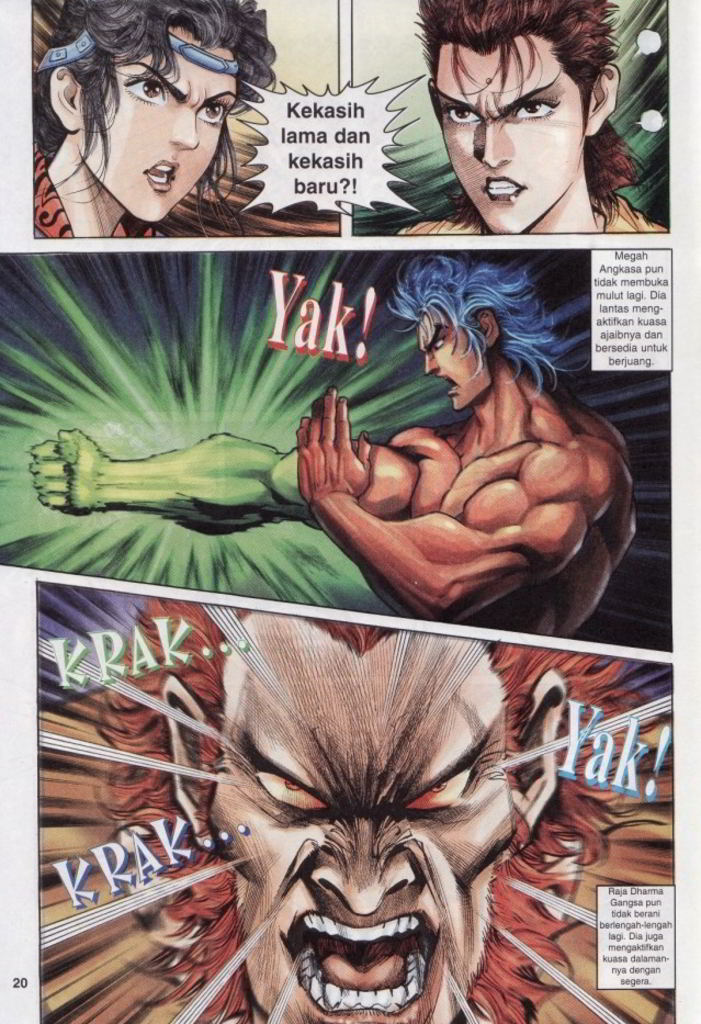 Kekasih
lama dan
kekasih
baru?!
Megah
Angkasa pun
tidak membuka
mulut lagi. Dia
lantas meng-
aktifkan kuasa
ajaibnya dan
bersedia untuk
berjuang.
Yak!
KRAK...
Yak!
KRAK...
Raja Dharma
Gangsa pun
tidak berani
berlengah-lengah
lagi. Dia juga
mengaktifkan
kuasa dalaman-
nya dengan
segera.
20